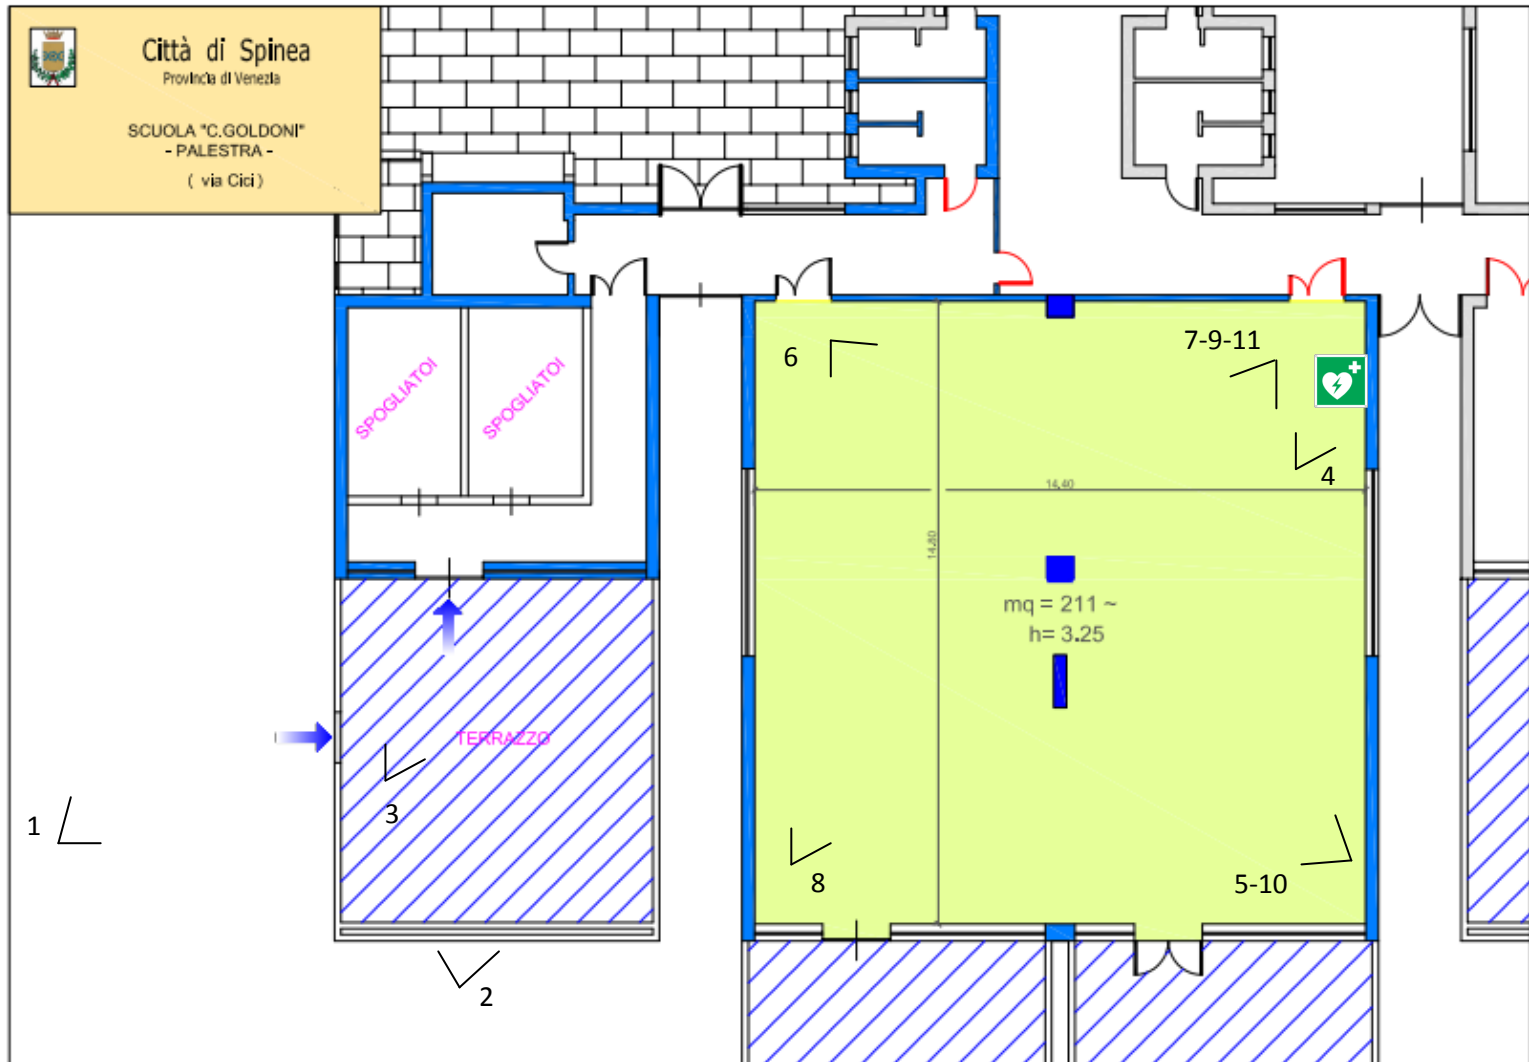 Città di Spinea
Provincia di Venezia
SCUOLA "C.GOLDONI"
- PALESTRA -
( via Cici )
SPOGLIATOI
SPOGLIATOI
6
7-9-11
4
14.40
14.80
mq = 211 ~
h= 3.25
TERRAZZO
1
3
8
5-10
2